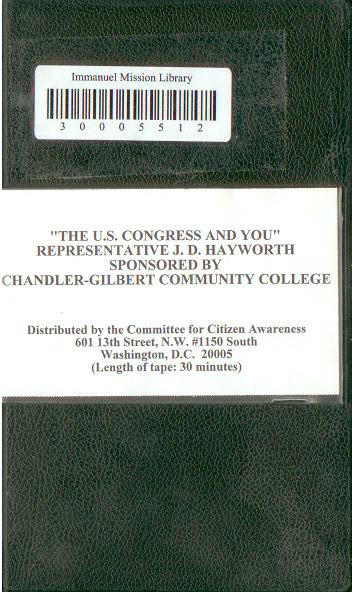 Immanuel Mission Library
3 0 0 0 5 5 1 2
"THE U.S. CONGRESS AND YOU"
REPRESENTATIVE J. D. HAYWORTH
SPONSORED BY
CHANDLER-GILBERT COMMUNITY COLLEGE
Distributed by the Committee for Citizen Awareness
601 13th Street, N.W. #1150 South
Washington, D.C. 20005
(Length of tape: 30 minutes)